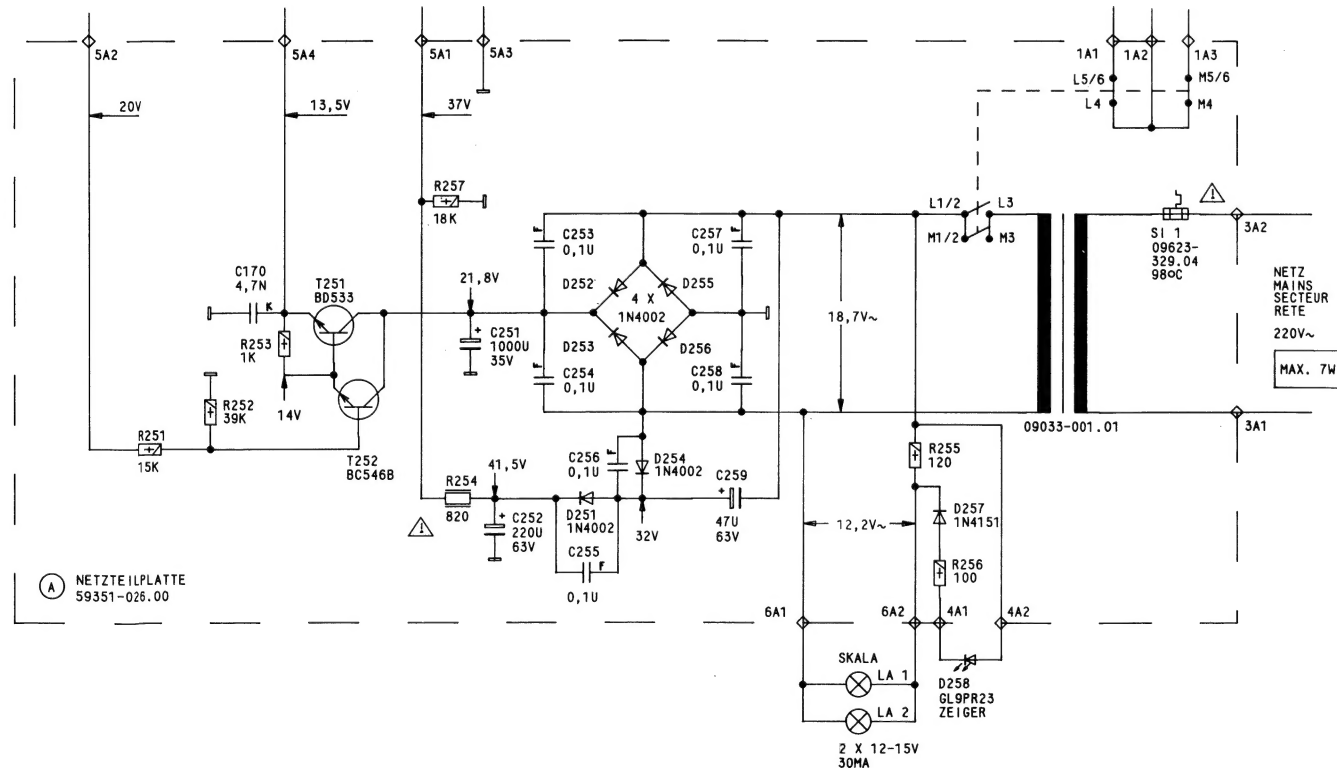 5A2
5A4
5A1
5A3
1A1
1A2
1A3
L5/6
M5/6
L4
M4
20V
13,5V
37V
R257
18K
L1/2
L3
M1/2
M3
SI 1
09623-
329.04
98ºC
3A2
C253
0,1U
C257
0,1U
C170
4,7N
K
T251
BD533
21,8V
D252
D255
4 X
1N4002
18,7V~
NETZ
MAINS
SECTEUR
RETE
220V~
MAX. 7W
R253
1K
+
C251
1000U
35V
D253
D256
C254
0,1U
C258
0,1U
R252
39K
14V
R251
15K
T252
BC546B
09033-001.01
3A1
R254
820
41,5V
C256
0,1U
D254
1N4002
C259
+
47U
63V
R255
120
+
C252
220U
63V
D251
1N4002
32V
12,2V~
D257
1N4151
C255
F
0,1U
R256
100
A
NETZTEILPLATTE
59351-026.00
6A1
6A2
4A1
4A2
SKALA
LA 1
LA 2
D258
GL9PR23
ZEIGER
2 X 12-15V
30MA